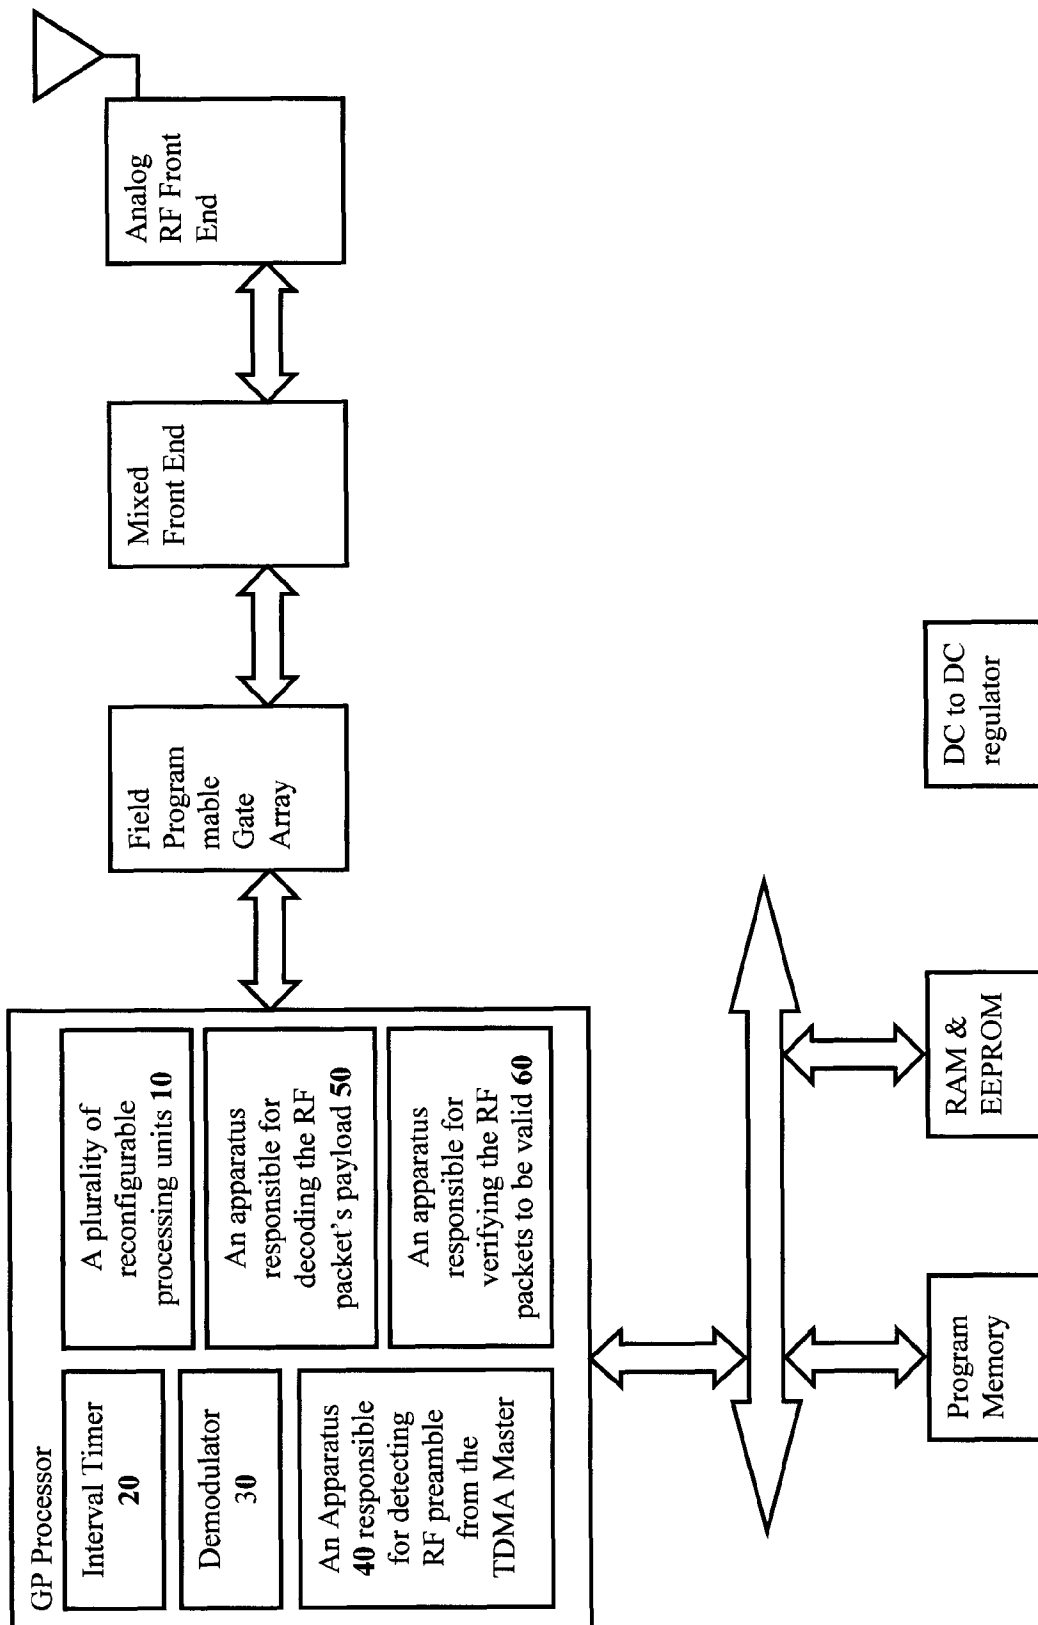 GP Processor
Interval Timer
20
Demodulator
30
An Apparatus
40 responsible
for detecting
RF preamble
from the
TDMA Master
A plurality of
reconfigurable
processing units 10
An apparatus
responsible for
decoding the RF
packet's payload 50
An apparatus
responsible for
verifying the RF
packets to be valid 60
Field
Program
mable
Gate
Array
Mixed
Front End
Analog
RF Front
End
Program
Memory
RAM &
EEPROM
DC to DC
regulator